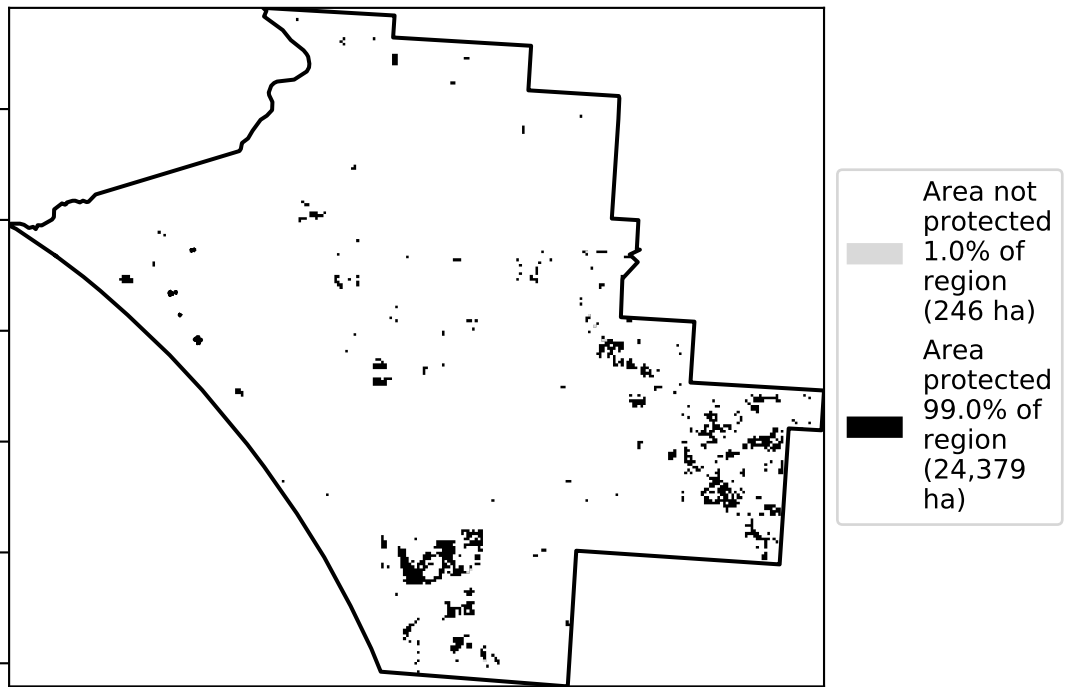 Area not
protected
1.0% of
region
(246 ha)
Area
protected
99.0% of
region
(24,379
ha)